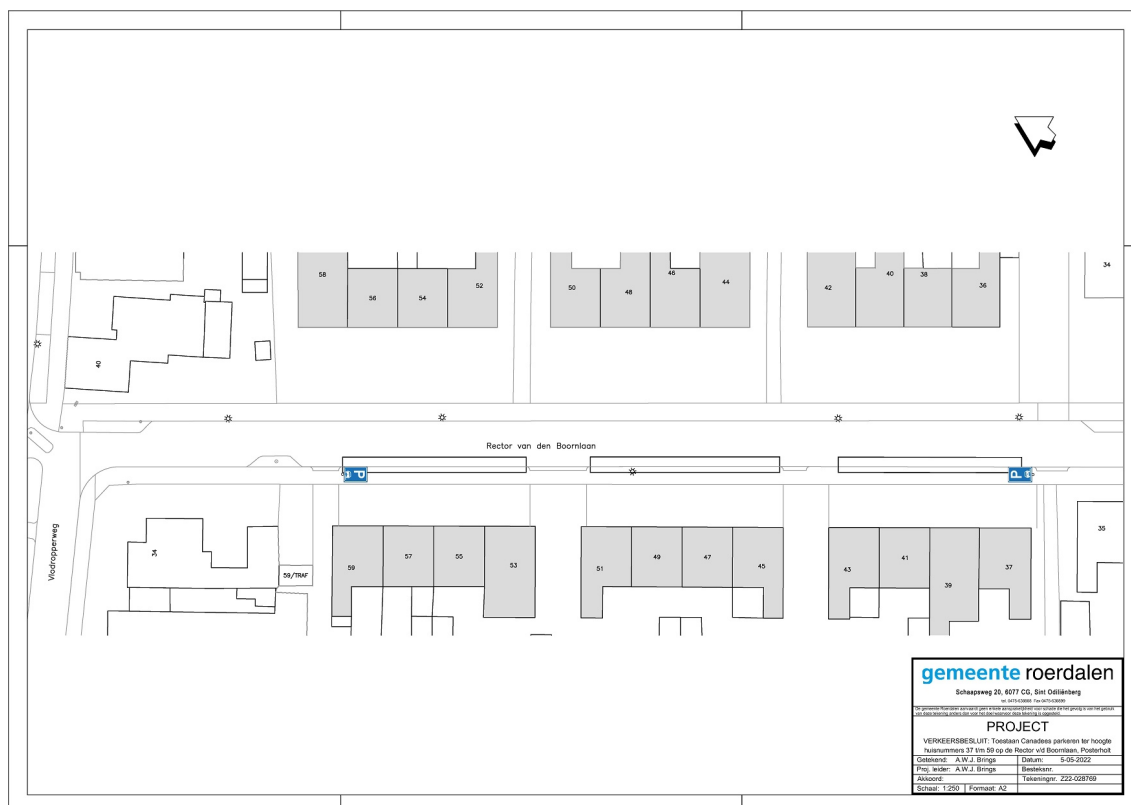 58
56
54
52
50
48
46
44
42
40
38
36
34
40
Rector van den Boornlaan
P
P
Vlodropperweg
34
59/TRAF
59
57
55
53
51
49
47
45
43
41
39
37
35
gemeente roerdalen
Schaapsweg 20, 6077 CG, Sint Odiliënberg
PROJECT
VERKEERSBESLUIT: Toestaan Canadees parkeren ter hoogte
huisnummers 37 t/m 59 op de Rector v/d Boornlaan, Posterholt
Getekend: A.W.J. Brings Datum: 5-05-2022
Proj. leider: A.W.J. Brings Besteksnr.
Akkoord: Tekeningnr. Z22-028769
Schaal: 1:250 Formaat: A2